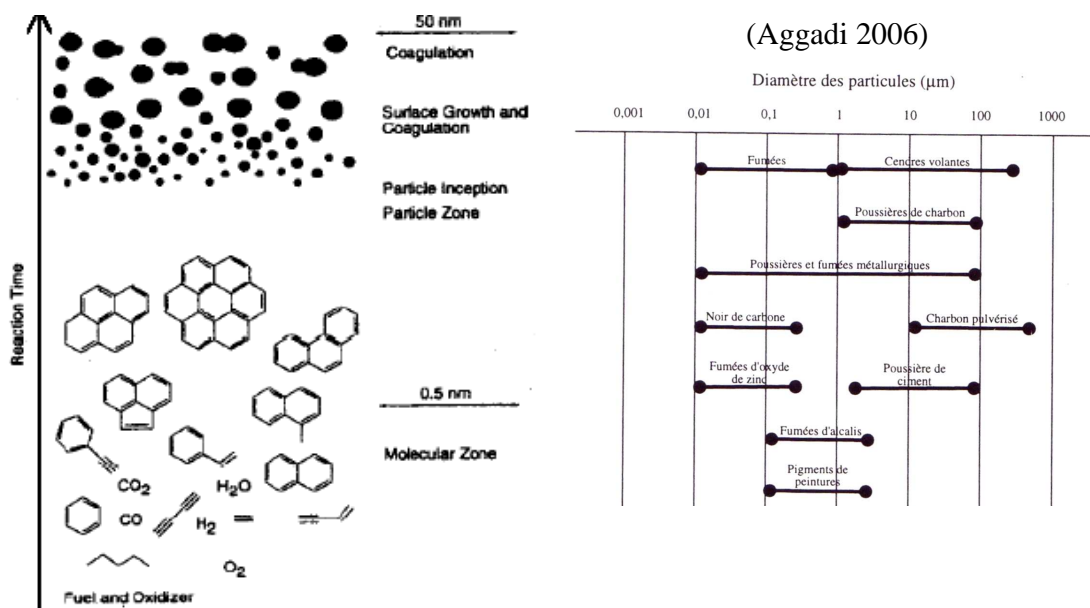 50 nm
Coagulation
Surface Growth and
Coagulation
Particle Inception
Particle Zone
Reaction Time
0.5 nm
Molecular Zone
CO2
H2O
CO
H2
O2
Fuel and Oxidizer
(Aggadi 2006)
Diamètre des particules (µm)
0,001 0,01 0,1 1 10 100 1000
Fumées
Cendres volantes
Poussières de charbon
Poussières et fumées métallurgiques
Noir de carbone
Charbon pulvérisé
Fumées d'oxyde
de zinc
Poussière de
ciment
Fumées d'alcalis
Pigments de
peintures